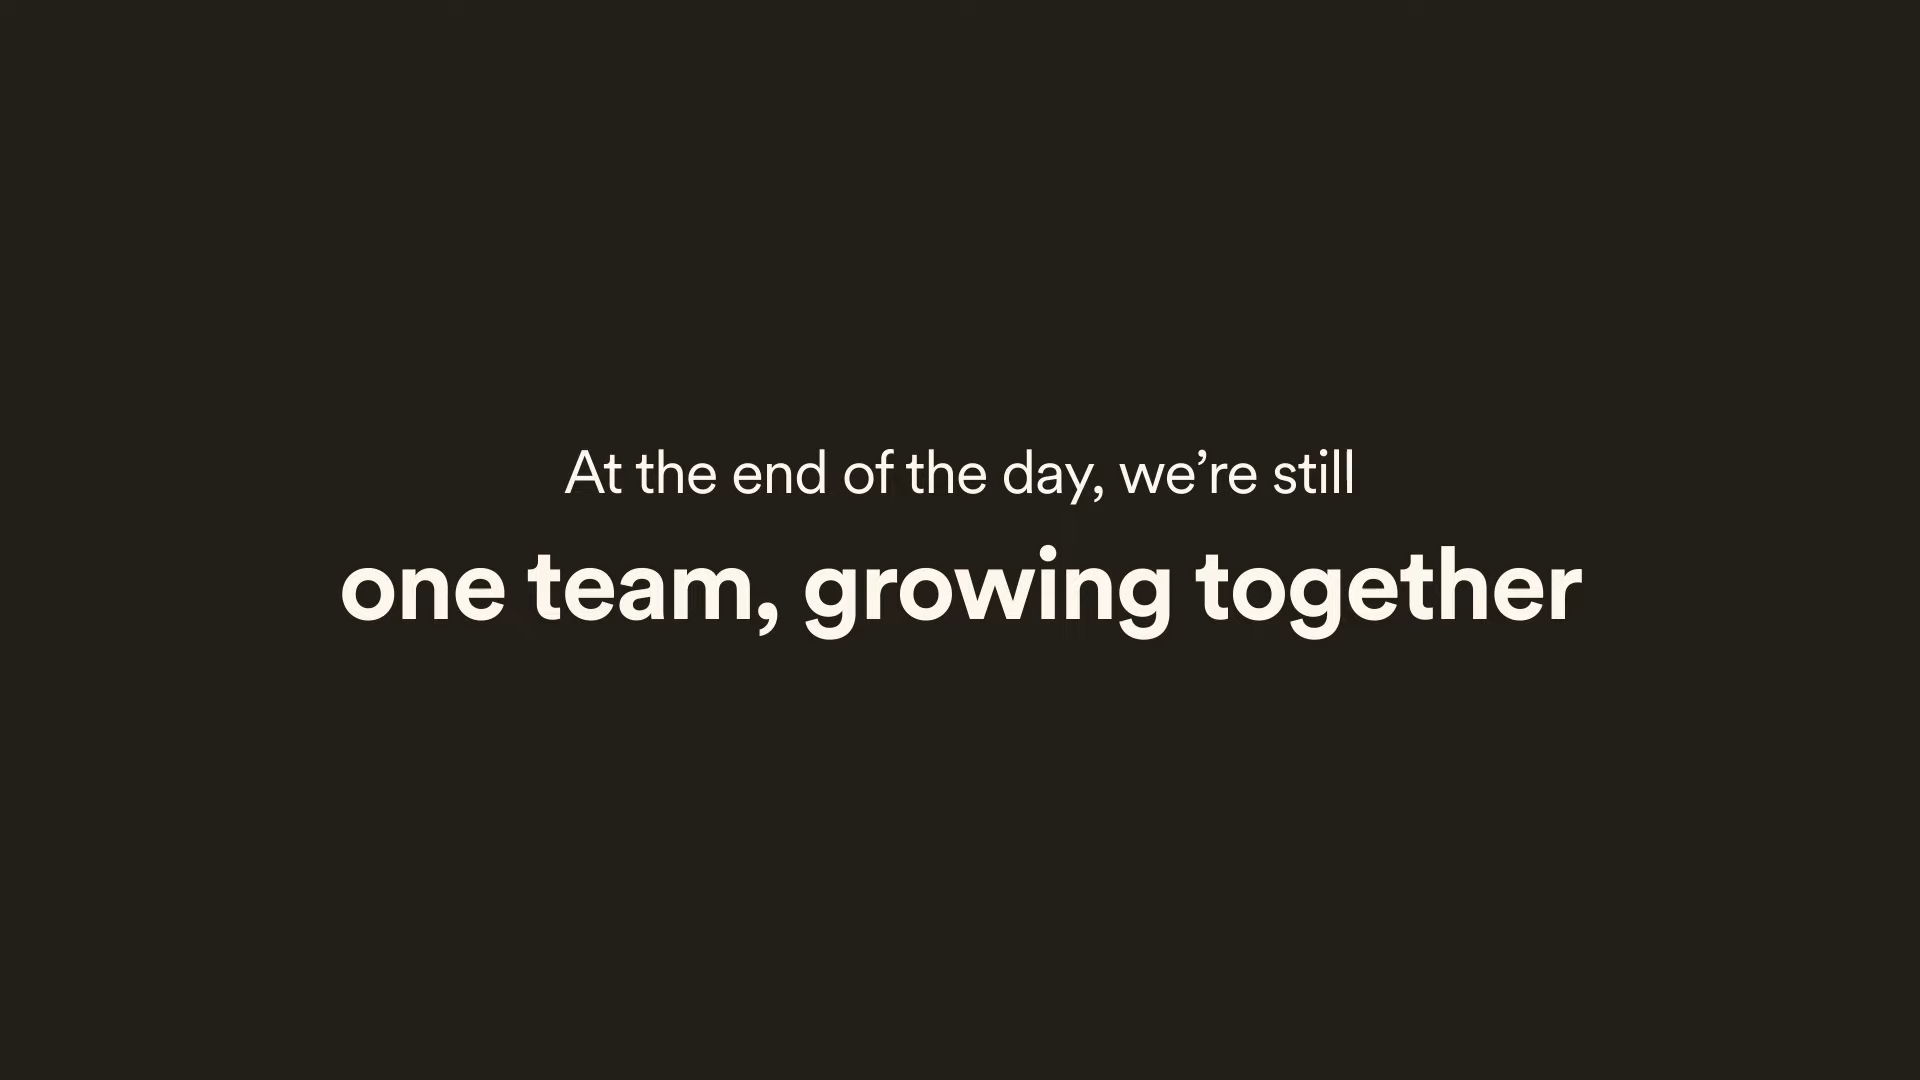 At the end of the day, we’re still
one team, growing together